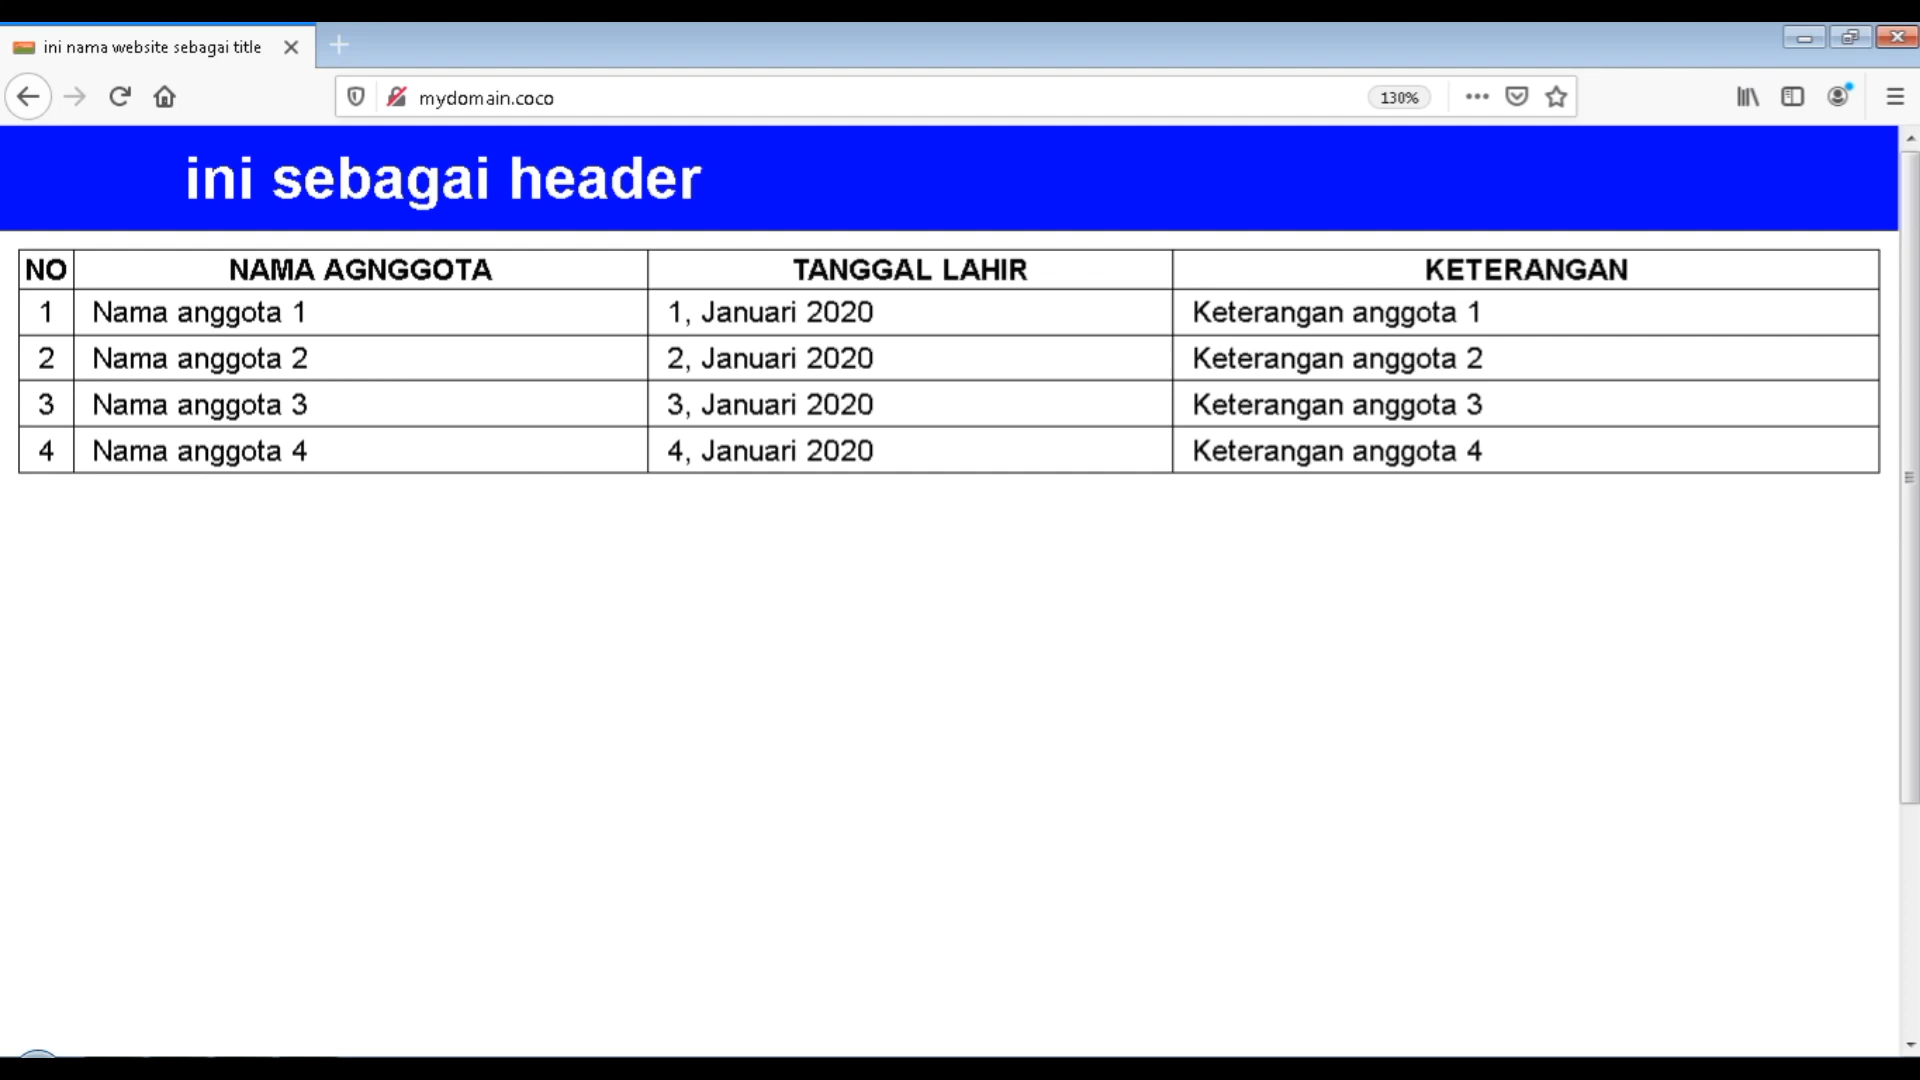 ini nama website sebagai title
mydomain.coco
130%
ini sebagai header
NO NAMA AGNGGOTA TANGGAL LAHIR KETERANGAN
1 Nama anggota 1 1, Januari 2020 Keterangan anggota 1
2 Nama anggota 2 2, Januari 2020 Keterangan anggota 2
3 Nama anggota 3 3, Januari 2020 Keterangan anggota 3
4 Nama anggota 4 4, Januari 2020 Keterangan anggota 4